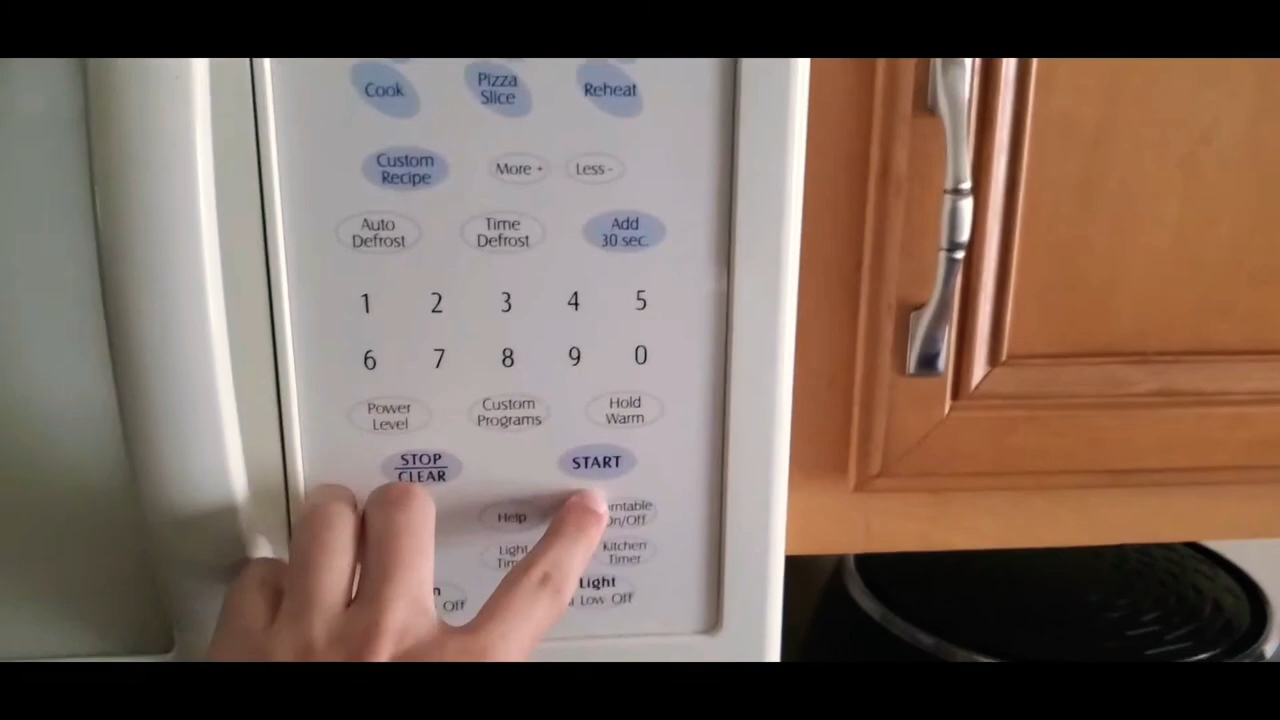 Cook
Pizza
Slice
Reheat
Custom
Recipe
More +
Less -
Auto
Defrost
Time
Defrost
Add
30 sec.
1 2 3 4 5
6 7 8 9 0
Power
Level
Custom
Programs
Hold
Warm
STOP
CLEAR
START
Help
On/Off
Light
Kitchen
Timer
Off
Light
Low Off